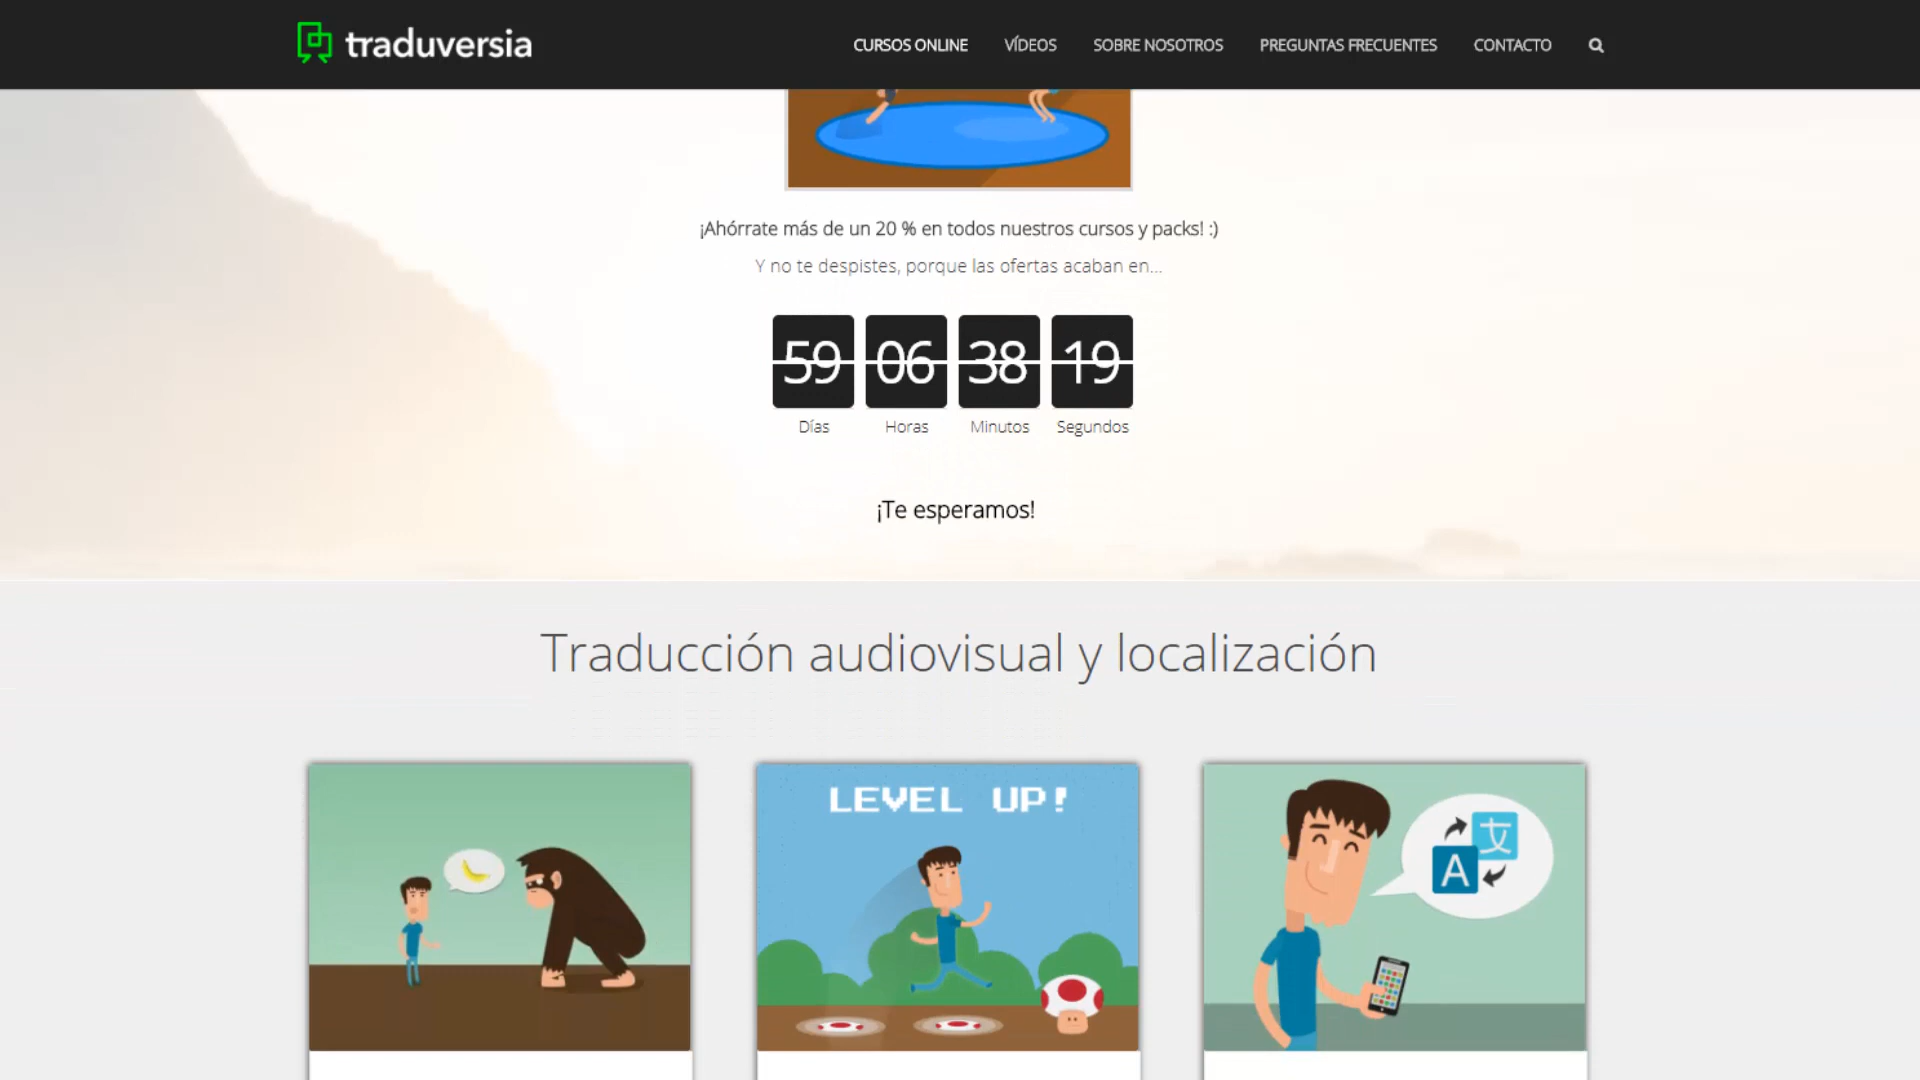 traduversia
CURSOS ONLINE VÍDEOS SOBRE NOSOTROS PREGUNTAS FRECUENTES CONTACTO
¡Ahórrate más de un 20 % en todos nuestros cursos y packs! :)
Y no te despistes, porque las ofertas acaban en...
59 06 38 19
Días Horas Minutos Segundos
¡Te esperamos!
Traducción audiovisual y localización
LEVEL UP!
文
A